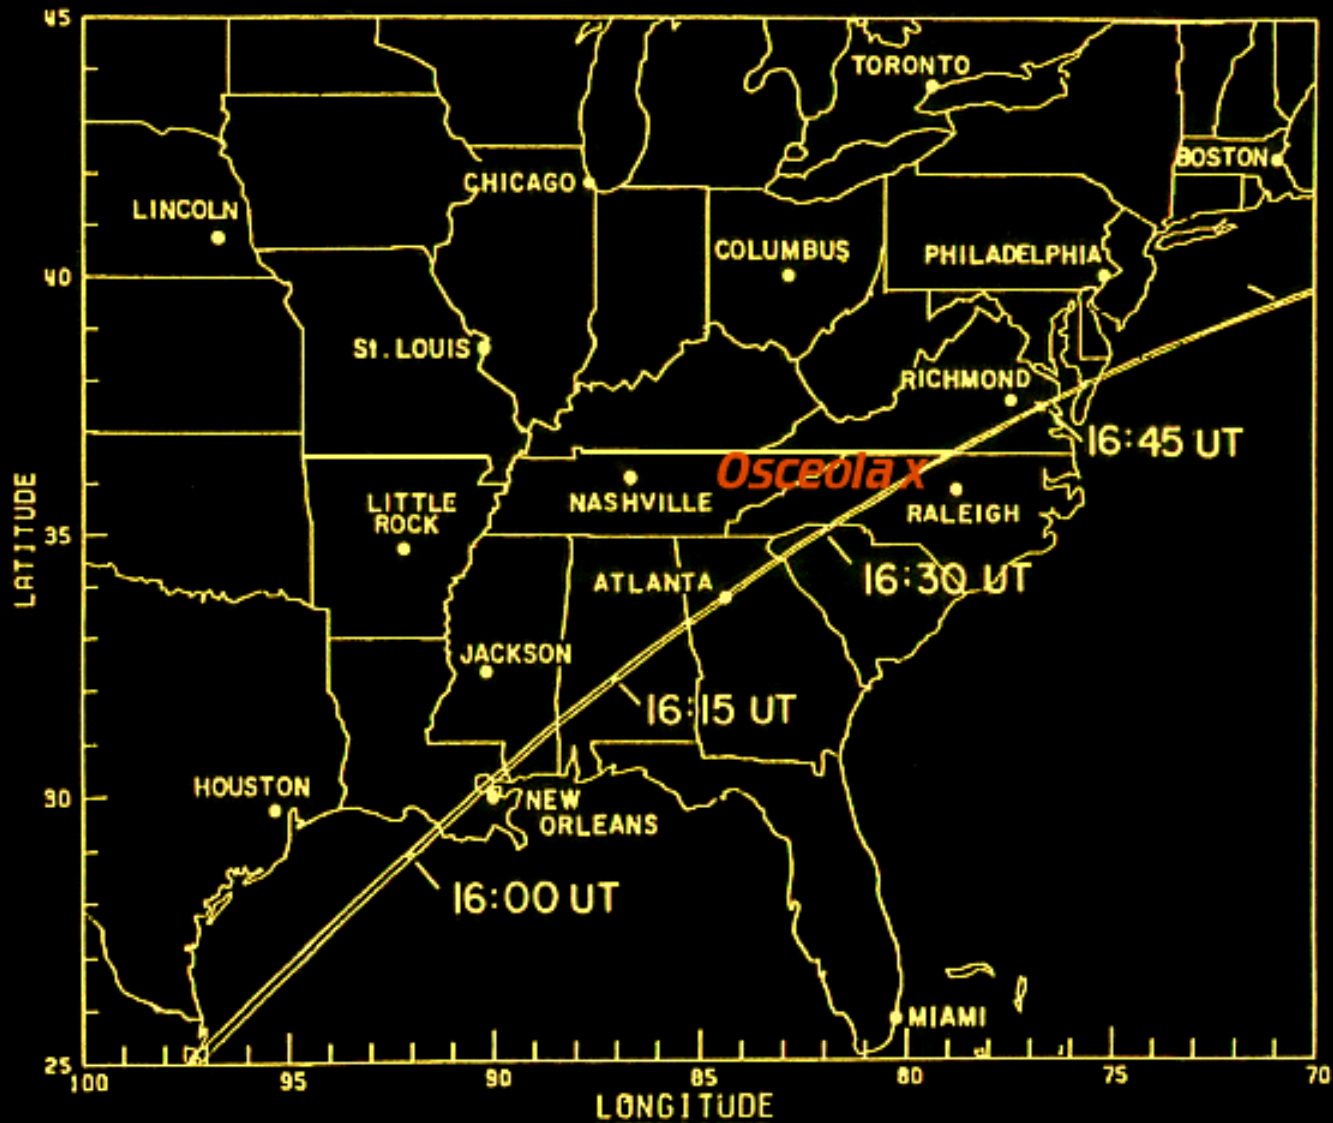 45
TORONTO
BOSTON
CHICAGO
LINCOLN
COLUMBUS
PHILADELPHIA
40
St. LOUIS
RICHMOND
16:45 UT
Osceola x
NASHVILLE
LITTLE
ROCK
RALEIGH
35
LATITUDE
ATLANTA
16:30 UT
JACKSON
16:15 UT
HOUSTON
30
NEW
ORLEANS
16:00 UT
MIAMI
25
100
95
90
85
80
75
70
LONGITUDE